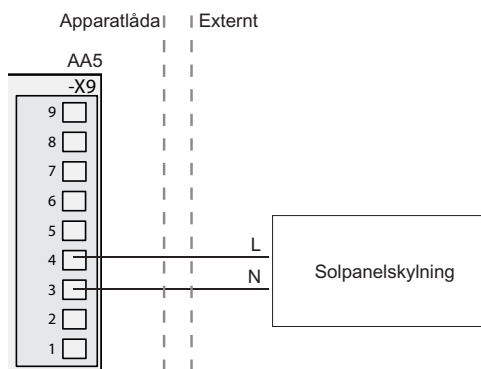 Apparatlåda Externt
AA5
-X9
9
8
7
6
5
4 L
3 N
Solpanelskylning
2
1